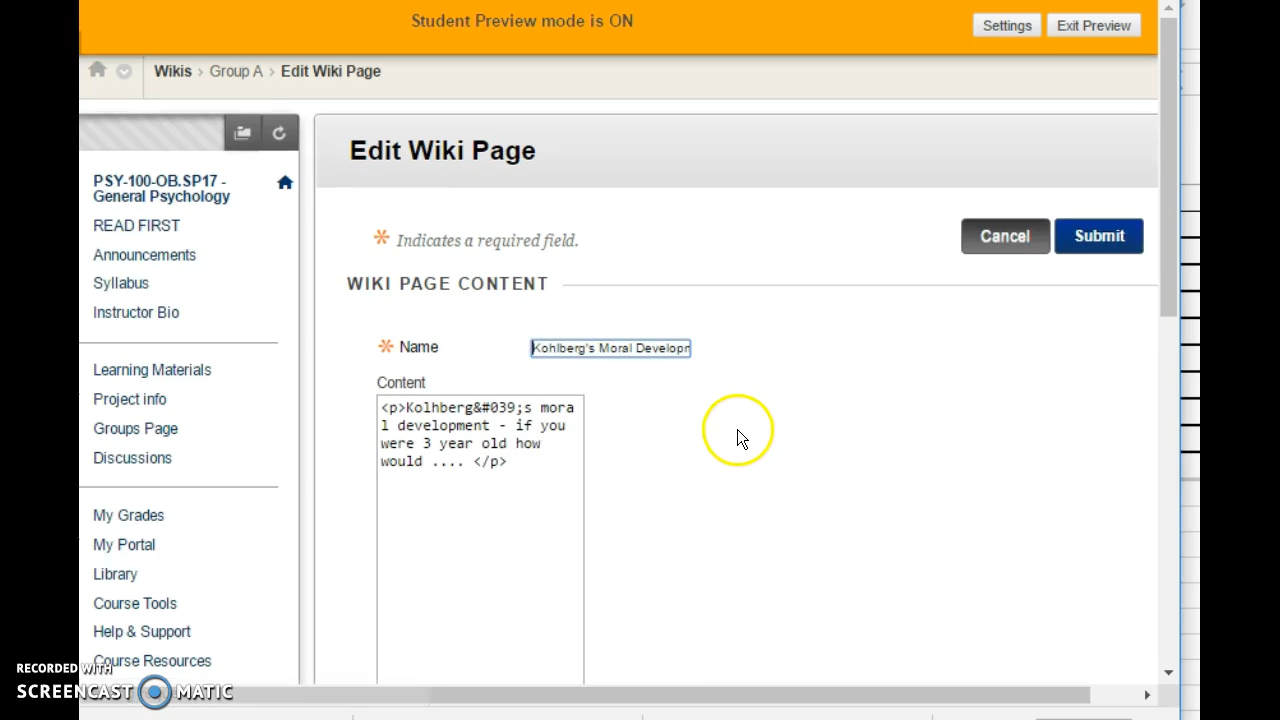 Student Preview mode is ON
Settings
Exit Preview
Wikis > Group A > Edit Wiki Page
PSY-100-OB.SP17 -
General Psychology
READ FIRST
Announcements
Syllabus
Instructor Bio
Learning Materials
Project info
Groups Page
Discussions
My Grades
My Portal
Library
Course Tools
Help & Support
Course Resources
Edit Wiki Page
* Indicates a required field.
Cancel
Submit
WIKI PAGE CONTENT
* Name
Kohlberg's Moral Developr
Content
<p>Kolhberg&#039;s mora
l development - if you
were 3 year old how
would .... </p>
RECORDED WITH
SCREENCAST MATIC